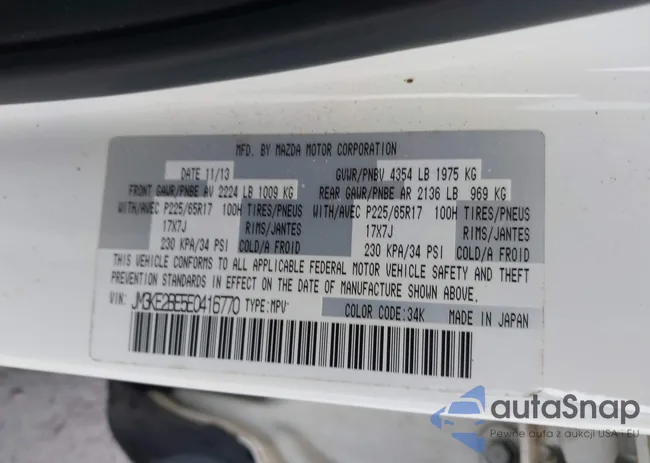 MFD. BY MAZDA MOTOR CORPORATION
DATE 11/13 GVWR/PNBV 4354 LB 1975 KG
FRONT GAWR/PNBE AV 2224 LB 1009 KG REAR GAWR/PNBE AR 2136 LB 969 KG
WITH/AVEC P225/65R17 100H TIRES/PNEUS WITH/AVEC P225/65R17 100H TIRES/PNEUS
17X7J RIMS/JANTES 17X7J RIMS/JANTES
230 KPA/34 PSI COLD/A FROID 230 KPA/34 PSI COLD/A FROID
THIS VEHICLE CONFORMS TO ALL APPLICABLE FEDERAL MOTOR VEHICLE SAFETY AND THEFT
PREVENTION STANDARDS IN EFFECT ON THE DATE OF MANUFACTURE SHOWN ABOVE.
VIN: JM3KE2BE5E0416770 TYPE: MPV COLOR CODE: 34K MADE IN JAPAN
autaSnap
Pewne auta z aukcji USA i EU